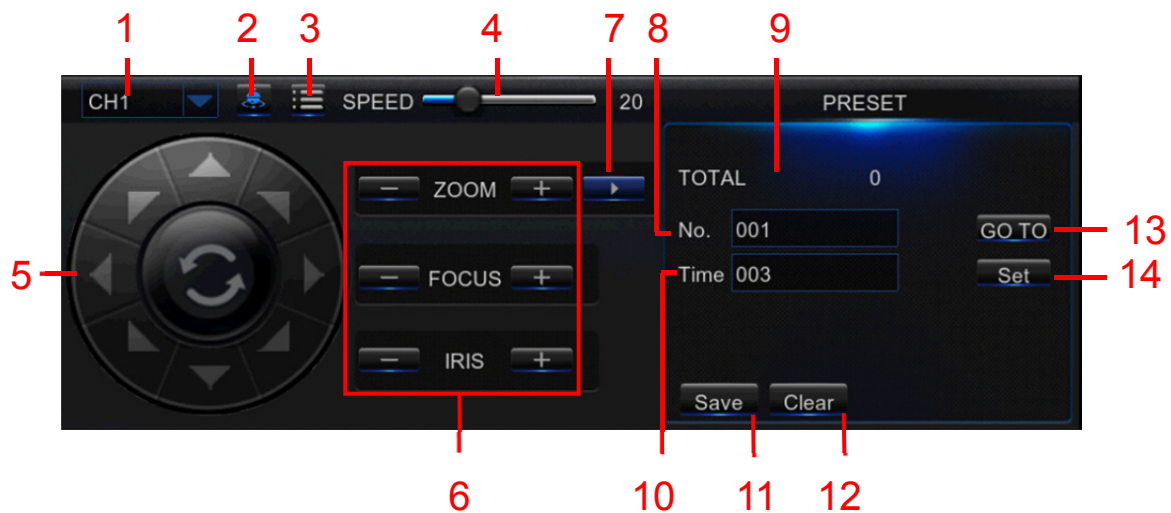 1 2 3 4 7 8 9
CH1 SPEED 20 PRESET
ZOOM
TOTAL 0
No. 001 GO TO 13
5 FOCUS Time 003 Set 14
IRIS
Save Clear
6 10 11 12